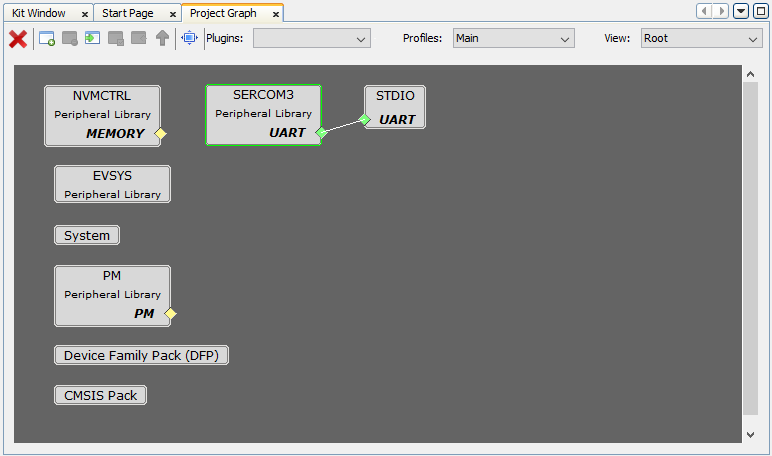 Kit Window x Start Page x Project Graph x
Plugins: Profiles: Main View: Root
NVMCTRL
Peripheral Library
MEMORY
SERCOM3
Peripheral Library
UART
STDIO
UART
EVSYS
Peripheral Library
System
PM
Peripheral Library
PM
Device Family Pack (DFP)
CMSIS Pack